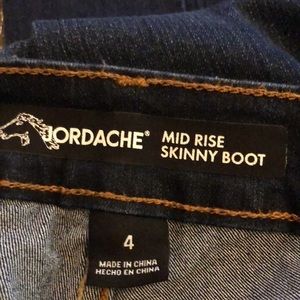 JORDACHE® MID RISE
SKINNY BOOT
4
MADE IN CHINA
HECHO EN CHINA